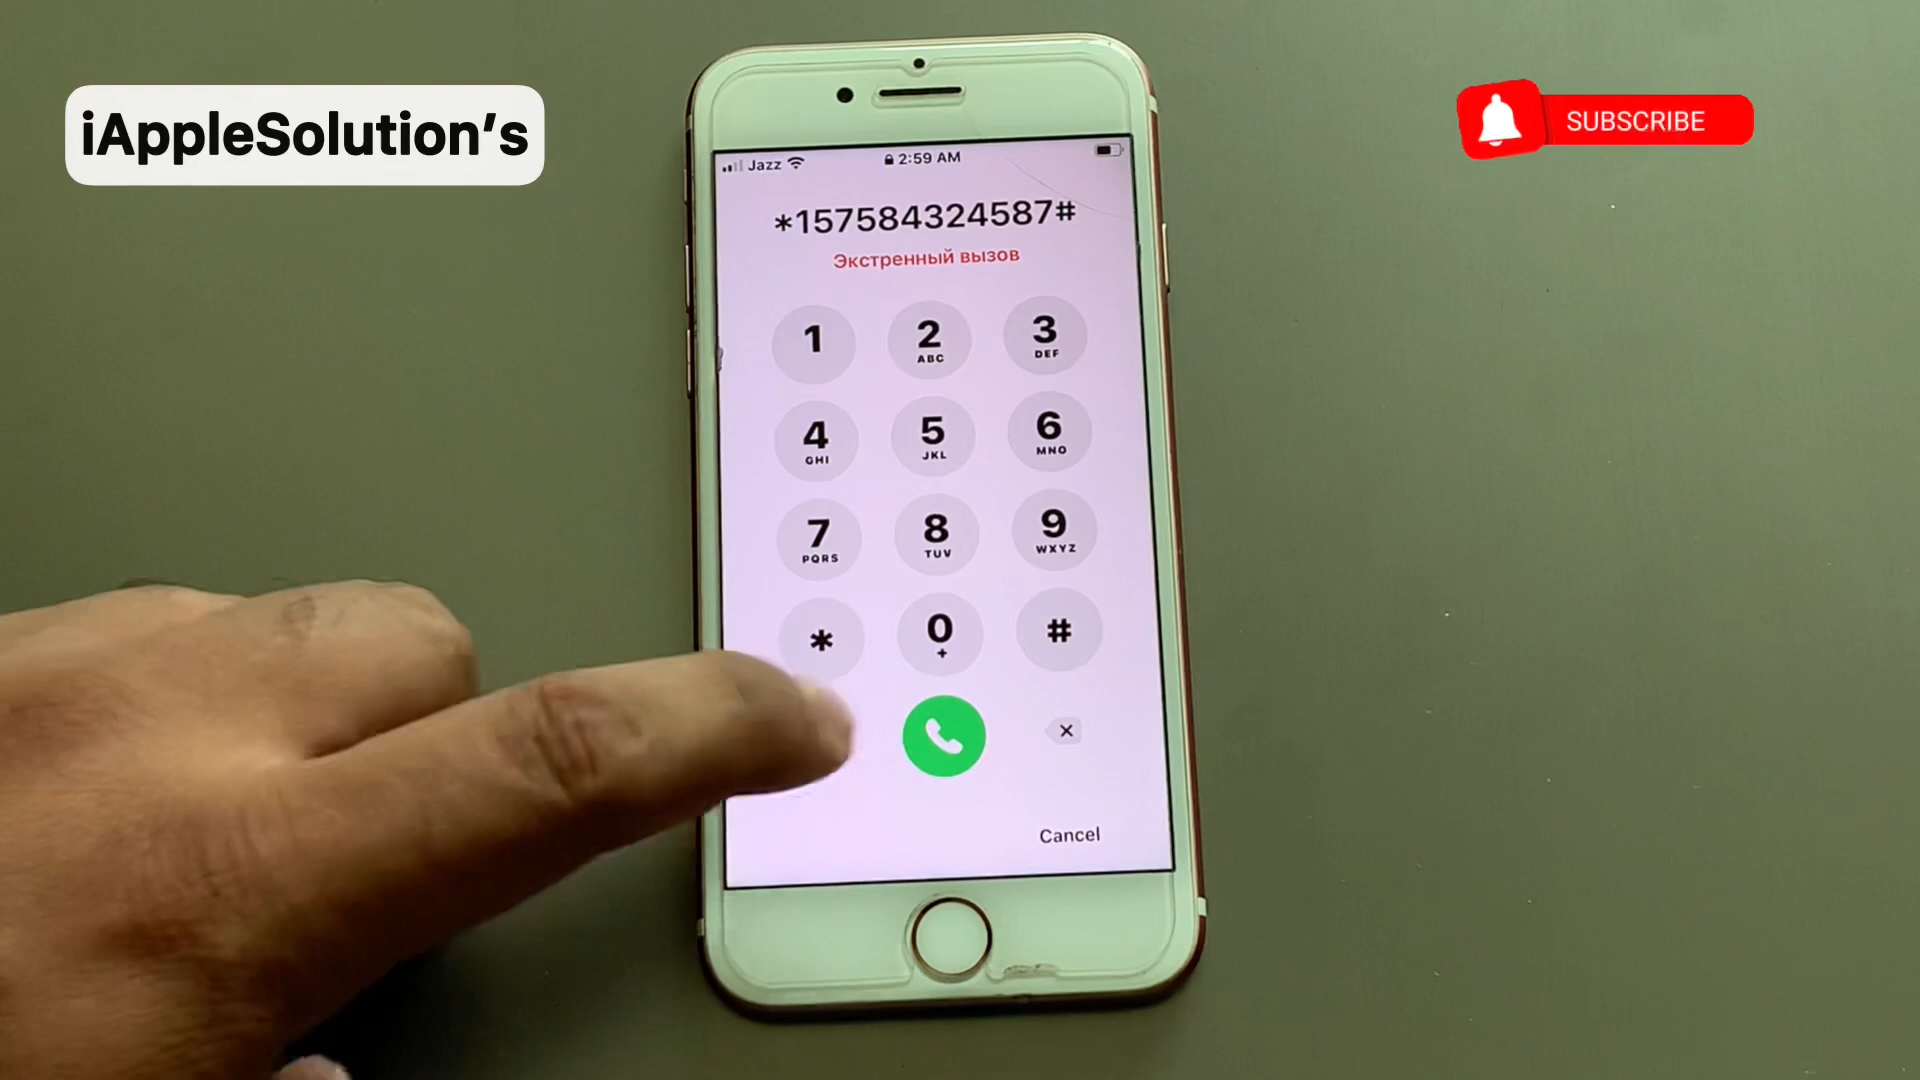 iAppleSolution’s
SUBSCRIBE
Jazz 2:59 AM
*157584324587#
Экстренный вызов
1
2 ABC
3 DEF
4 GHI
5 JKL
6 MNO
7 PQRS
8 TUV
9 WXYZ
*
0 +
#
Cancel